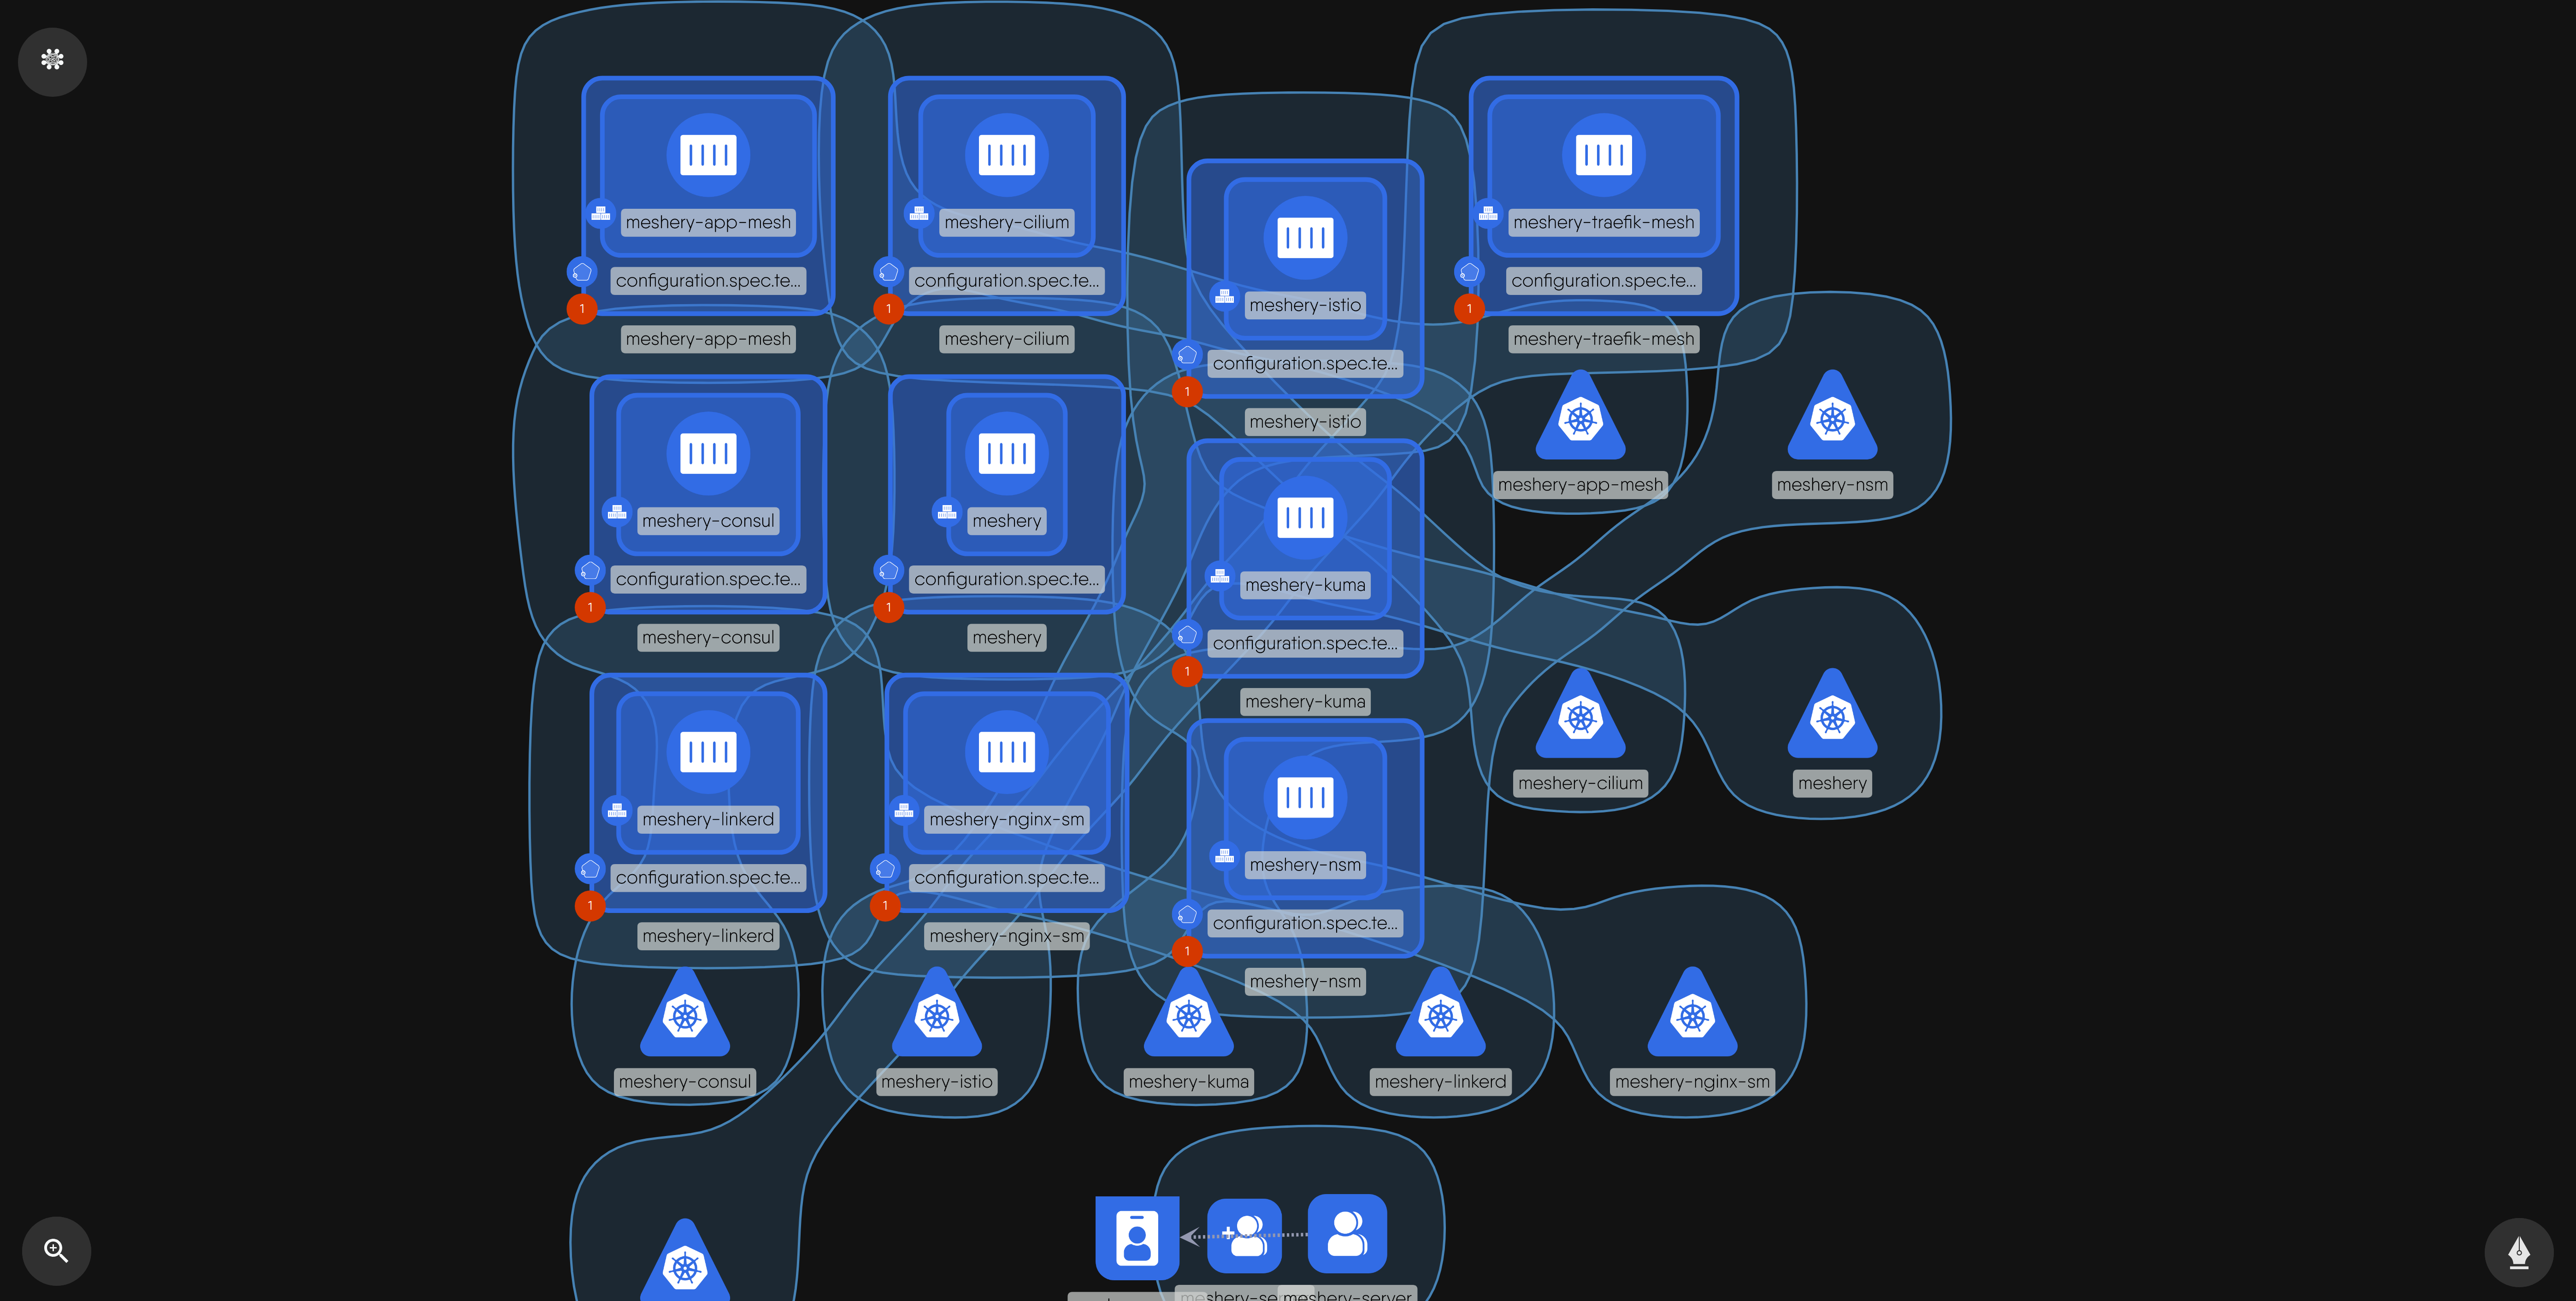 meshery-app-mesh
configuration.spec.te...
1
meshery-app-mesh
meshery-cilium
configuration.spec.te...
1
meshery-cilium
meshery-istio
configuration.spec.te...
1
meshery-istio
meshery-traefik-mesh
configuration.spec.te...
1
meshery-traefik-mesh
meshery-consul
configuration.spec.te...
1
meshery-consul
meshery
configuration.spec.te...
1
meshery
meshery-kuma
configuration.spec.te...
1
meshery-kuma
meshery-app-mesh
meshery-nsm
meshery-linkerd
configuration.spec.te...
1
meshery-linkerd
meshery-nginx-sm
configuration.spec.te...
1
meshery-nginx-sm
meshery-nsm
configuration.spec.te...
1
meshery-nsm
meshery-cilium
meshery
meshery-consul
meshery-istio
meshery-kuma
meshery-linkerd
meshery-nginx-sm
meshery-server